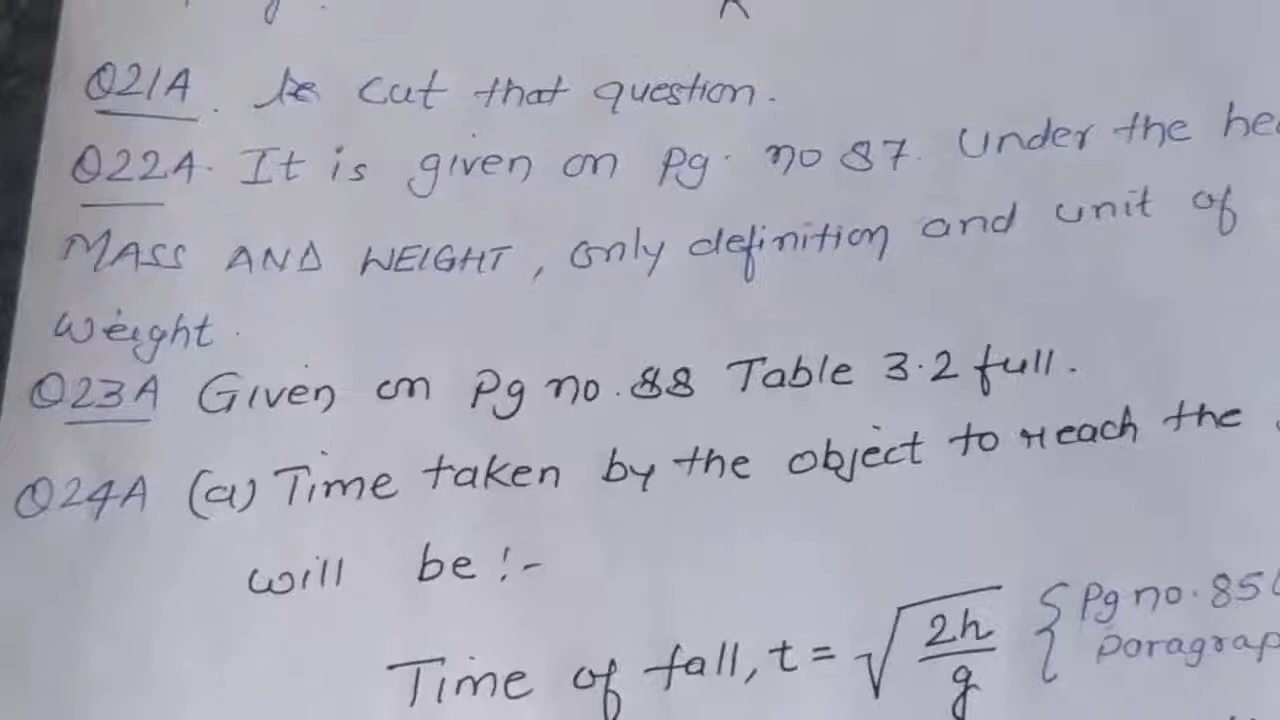 Q21A. cut that question.
Q22A. It is given on Pg. no 87. Under the
MASS AND WEIGHT, only definition and unit of
weight.
Q23A Given on Pg no. 88 Table 3.2 full.
Q24A (a) Time taken by the object to reach the
will be :-
Time of fall, t = √(2h/g) { Pg no. 85